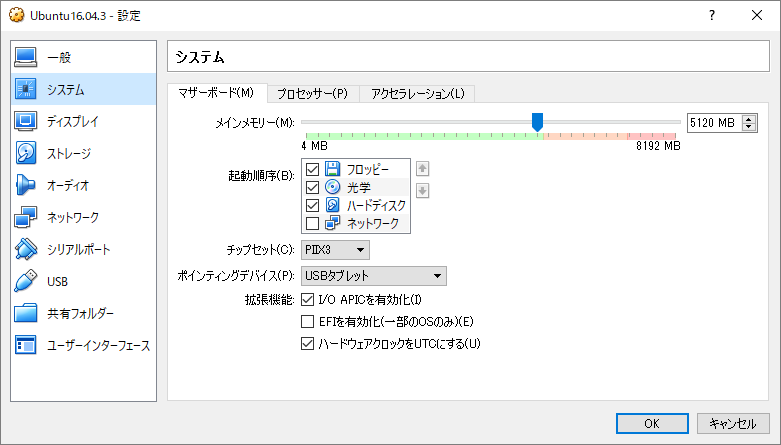 Ubuntu16.04.3 - 設定
? ×
一般
システム
ディスプレイ
ストレージ
オーディオ
ネットワーク
シリアルポート
USB
共有フォルダー
ユーザーインターフェース
システム
マザーボード(M) プロセッサー(P) アクセラレーション(L)
メインメモリー(M): 5120 MB
4 MB 8192 MB
起動順序(B): フロッピー
光学
ハードディスク
ネットワーク
チップセット(C): PIIX3
ポインティングデバイス(P): USBタブレット
拡張機能: I/O APICを有効化(I)
EFIを有効化(一部のOSのみ)(E)
ハードウェアクロックをUTCにする(U)
OK キャンセル